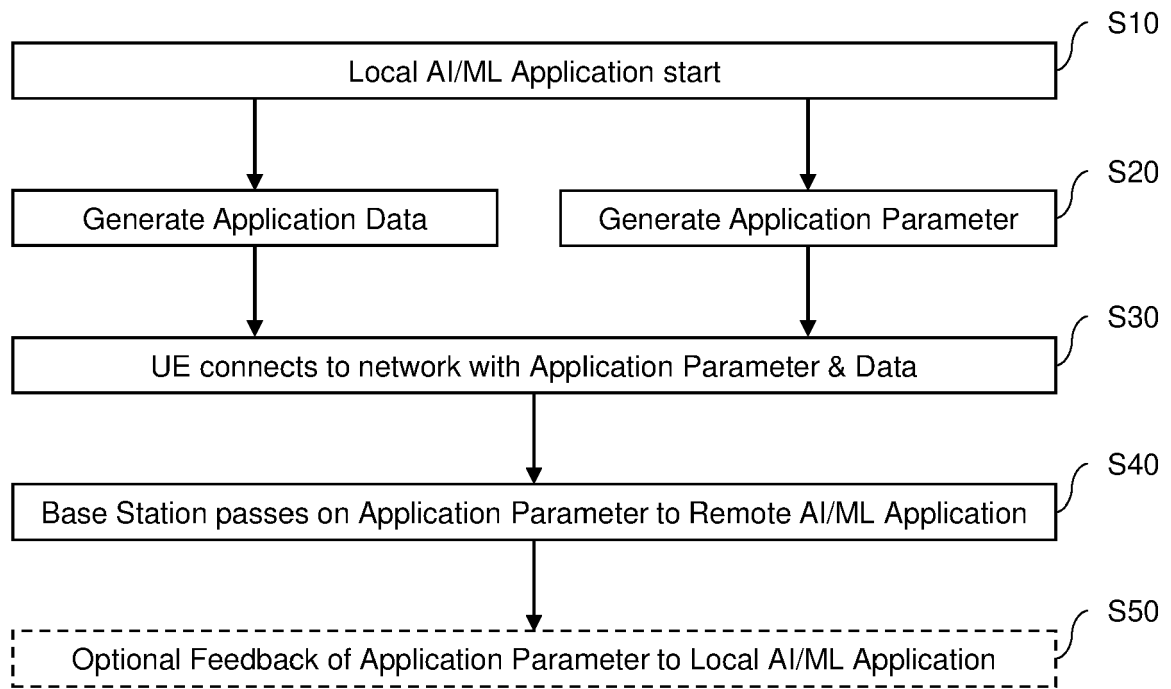 S10
Local AI/ML Application start
S20
Generate Application Data
Generate Application Parameter
S30
UE connects to network with Application Parameter & Data
S40
Base Station passes on Application Parameter to Remote AI/ML Application
S50
Optional Feedback of Application Parameter to Local AI/ML Application